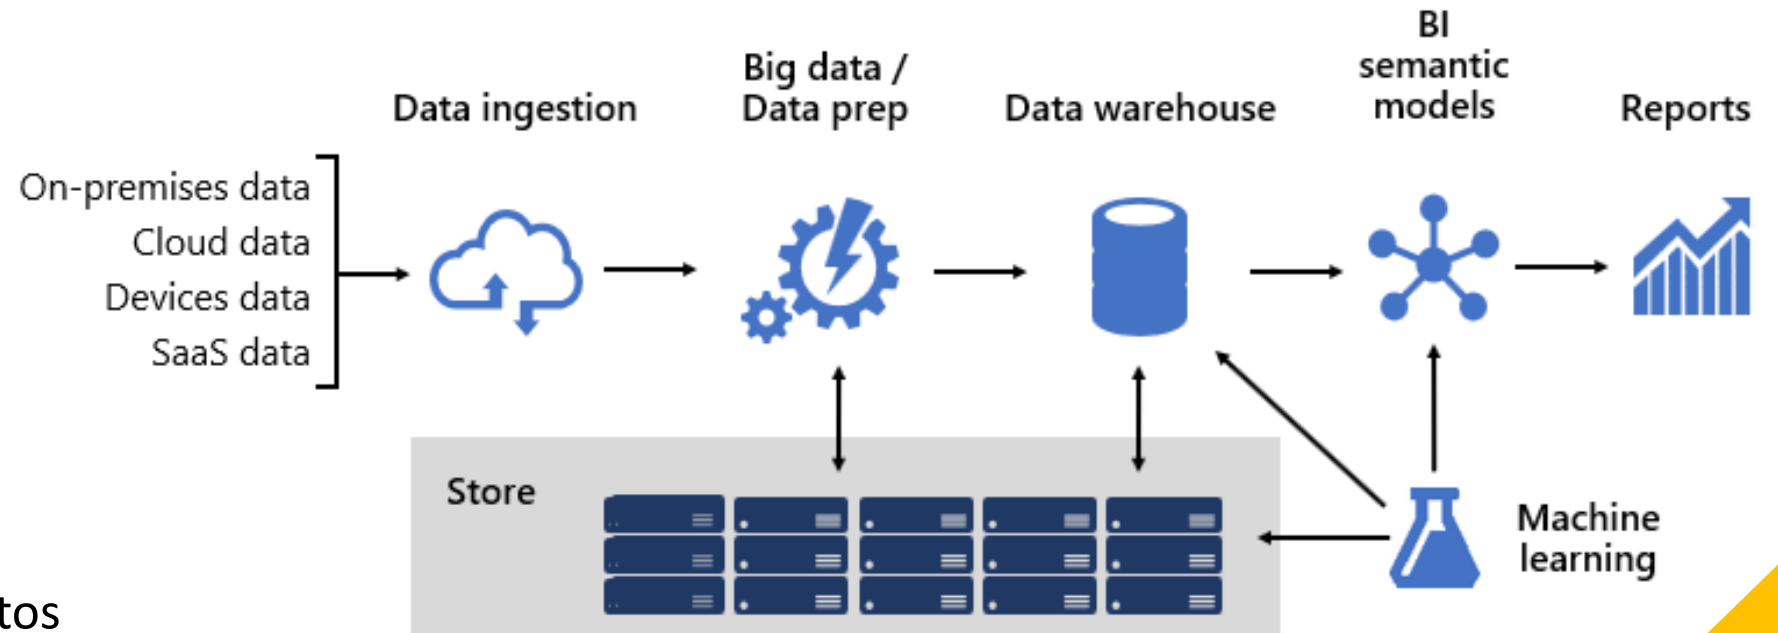 BI
semantic
models
Big data /
Data prep
Data ingestion
Data warehouse
Reports
On-premises data
Cloud data
Devices data
SaaS data
Store
Machine
learning
tos